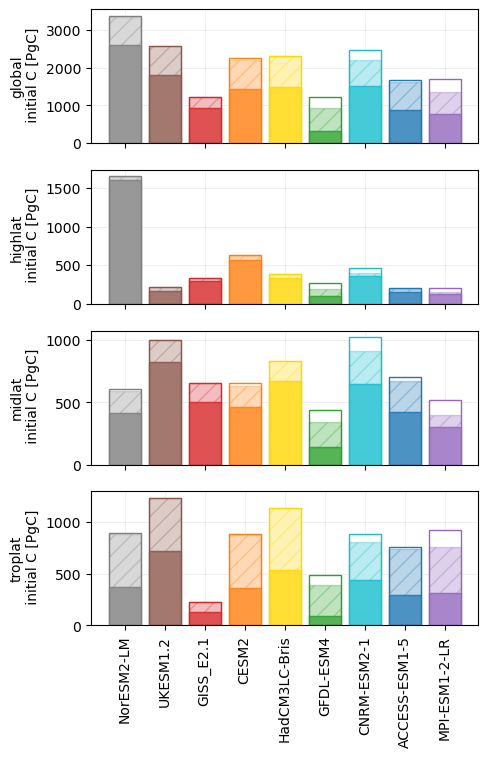 global
initial C [PgC]
3000
2000
1000
0
highlat
initial C [PgC]
1500
1000
500
0
midlat
initial C [PgC]
1000
500
0
troplat
initial C [PgC]
1000
500
0
NorESM2-LM
UKESM1.2
GISS_E2.1
CESM2
HadCM3LC-Bris
GFDL-ESM4
CNRM-ESM2-1
ACCESS-ESM1-5
MPI-ESM1-2-LR